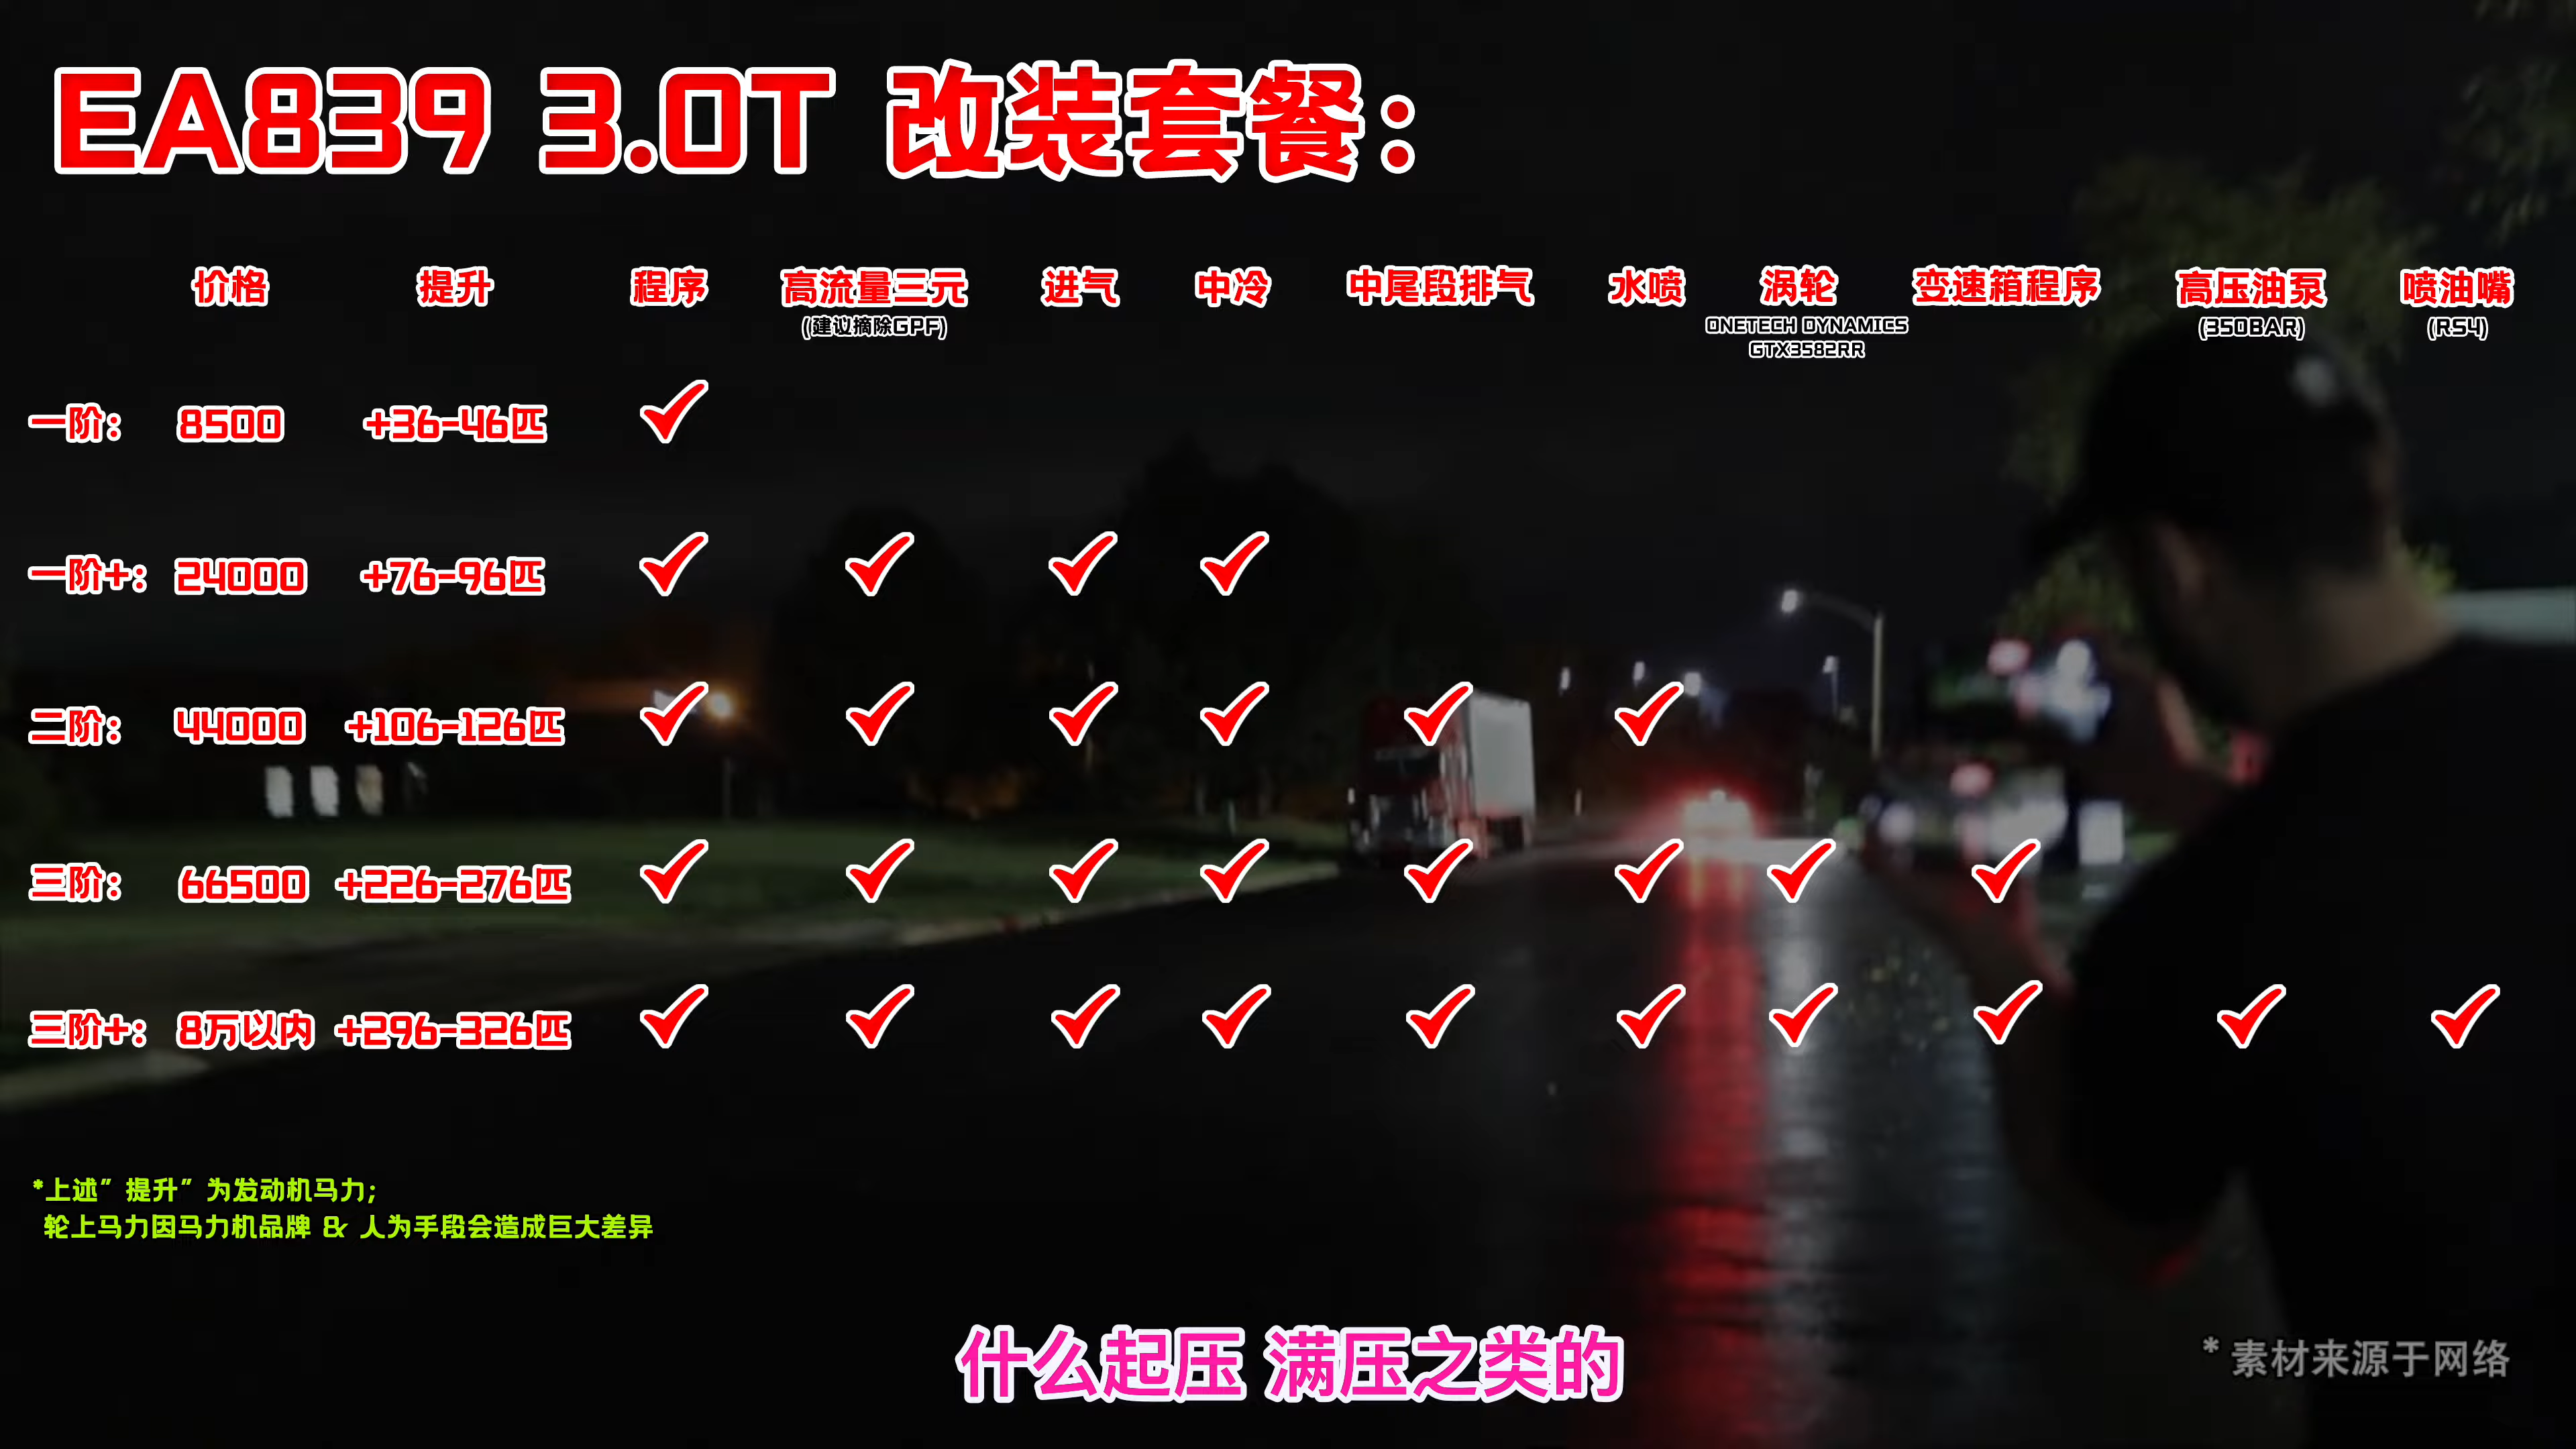 EA839 3.0T 改装套餐：
价格 提升 程序 高流量三元 进气 中冷 中尾段排气 水喷 涡轮 变速箱程序 高压油泵 喷油嘴
(建议摘除GPF) ONETECH DYNAMICS (350BAR) (RS4)
GTX3582RR
一阶： 8500 +36-46匹 ✓
一阶+： 24000 +76-96匹 ✓ ✓ ✓ ✓
二阶： 44000 +106-126匹 ✓ ✓ ✓ ✓ ✓ ✓
三阶： 66500 +226-276匹 ✓ ✓ ✓ ✓ ✓ ✓ ✓ ✓
三阶+： 8万以内 +296-326匹 ✓ ✓ ✓ ✓ ✓ ✓ ✓ ✓ ✓ ✓
*上述”提升”为发动机马力；
轮上马力因马力机品牌 & 人为手段会造成巨大差异
什么起压 满压之类的
* 素材来源于网络